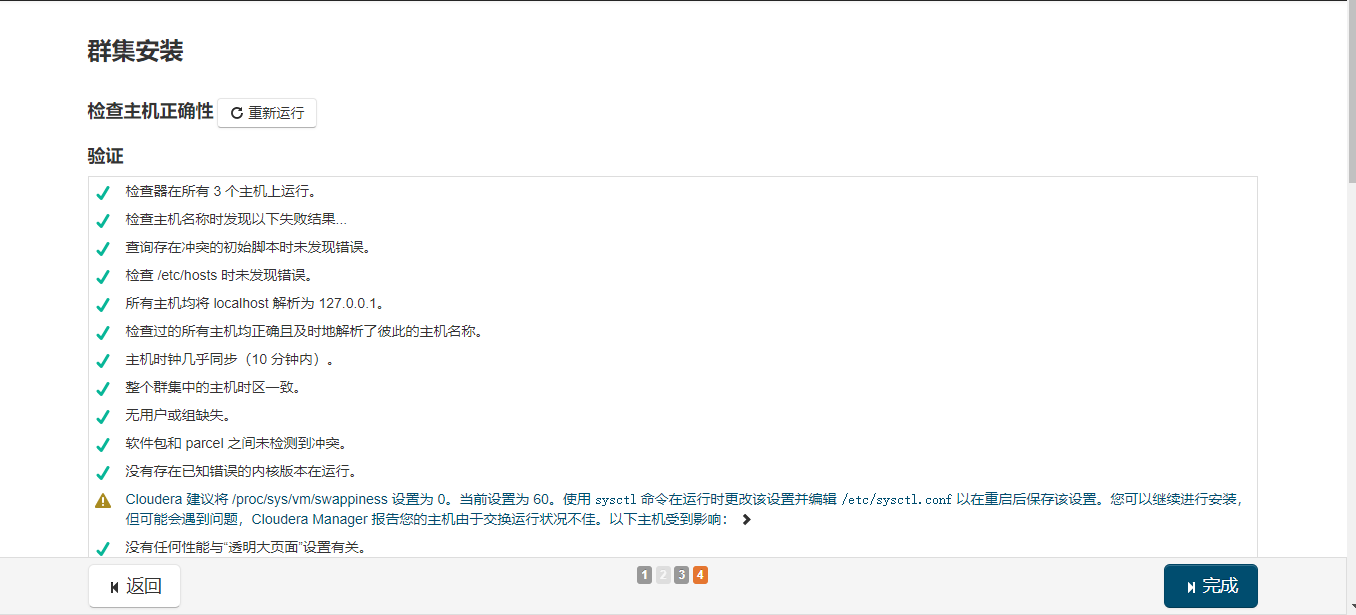 群集安装
检查主机正确性 重新运行
验证
检查器在所有 3 个主机上运行。
检查主机名称时发现以下失败结果...
查询存在冲突的初始脚本时未发现错误。
检查 /etc/hosts 时未发现错误。
所有主机均将 localhost 解析为 127.0.0.1。
检查过的所有主机均正确且及时地解析了彼此的主机名称。
主机时钟几乎同步（10 分钟内）。
整个群集中的主机时区一致。
无用户或组缺失。
软件包和 parcel 之间未检测到冲突。
没有存在已知错误的内核版本在运行。
Cloudera 建议将 /proc/sys/vm/swappiness 设置为 0。当前设置为 60。使用 sysctl 命令在运行时更改该设置并编辑 /etc/sysctl.conf 以在重启后保存该设置。您可以继续进行安装，
但可能会遇到问题，Cloudera Manager 报告您的主机由于交换运行状况不佳。以下主机受到影响：
没有任何性能与“透明大页面”设置有关。
返回 1 2 3 4 完成